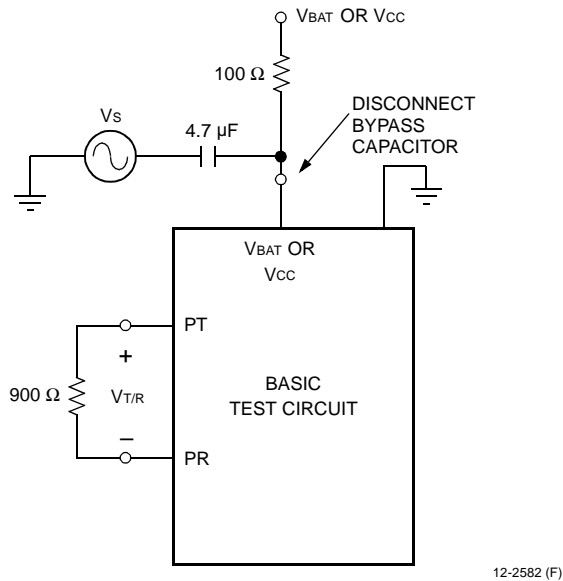 VBAT OR VCC
100 Ω
VS
4.7 µF
DISCONNECT
BYPASS
CAPACITOR
VBAT OR
VCC
PT
+
900 Ω
VT/R
BASIC
TEST CIRCUIT
–
PR
12-2582 (F)